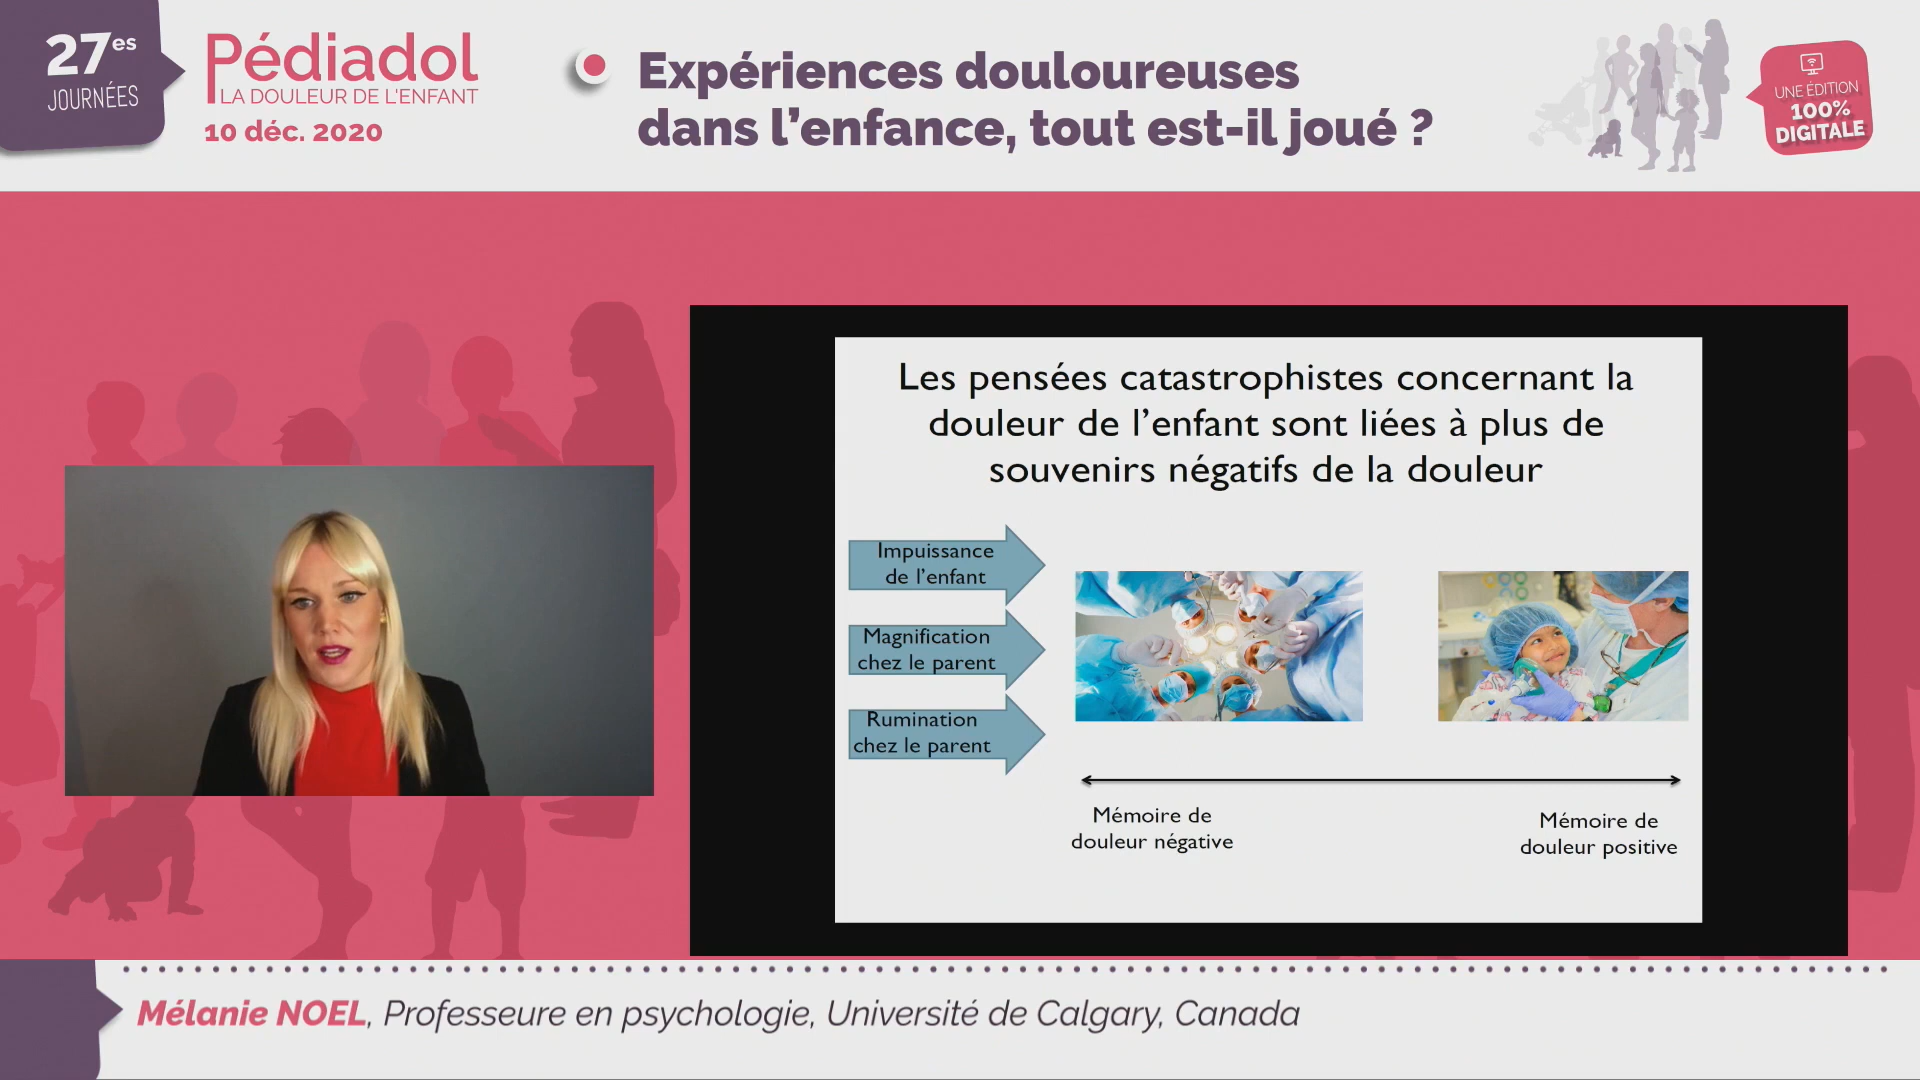 27es
JOURNÉES
Pédiadol
LA DOULEUR DE L'ENFANT
10 déc. 2020
Expériences douloureuses
dans l'enfance, tout est-il joué ?
UNE ÉDITION
100%
DIGITALE
Les pensées catastrophistes concernant la
douleur de l'enfant sont liées à plus de
souvenirs négatifs de la douleur
Impuissance
de l'enfant
Magnification
chez le parent
Rumination
chez le parent
Mémoire de
douleur négative
Mémoire de
douleur positive
Mélanie NOEL, Professeure en psychologie, Université de Calgary, Canada